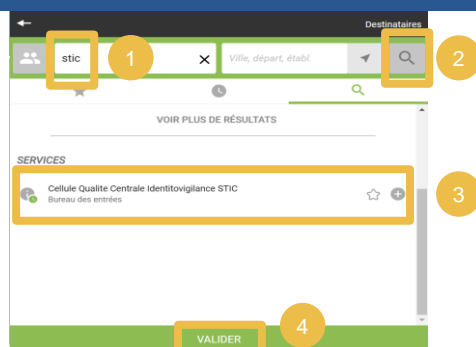 Destinataires
stic
1
Ville, départ, établ.
2
VOIR PLUS DE RÉSULTATS
SERVICES
Cellule Qualite Centrale Identitovigilance STIC
Bureau des entrées
3
4
VALIDER